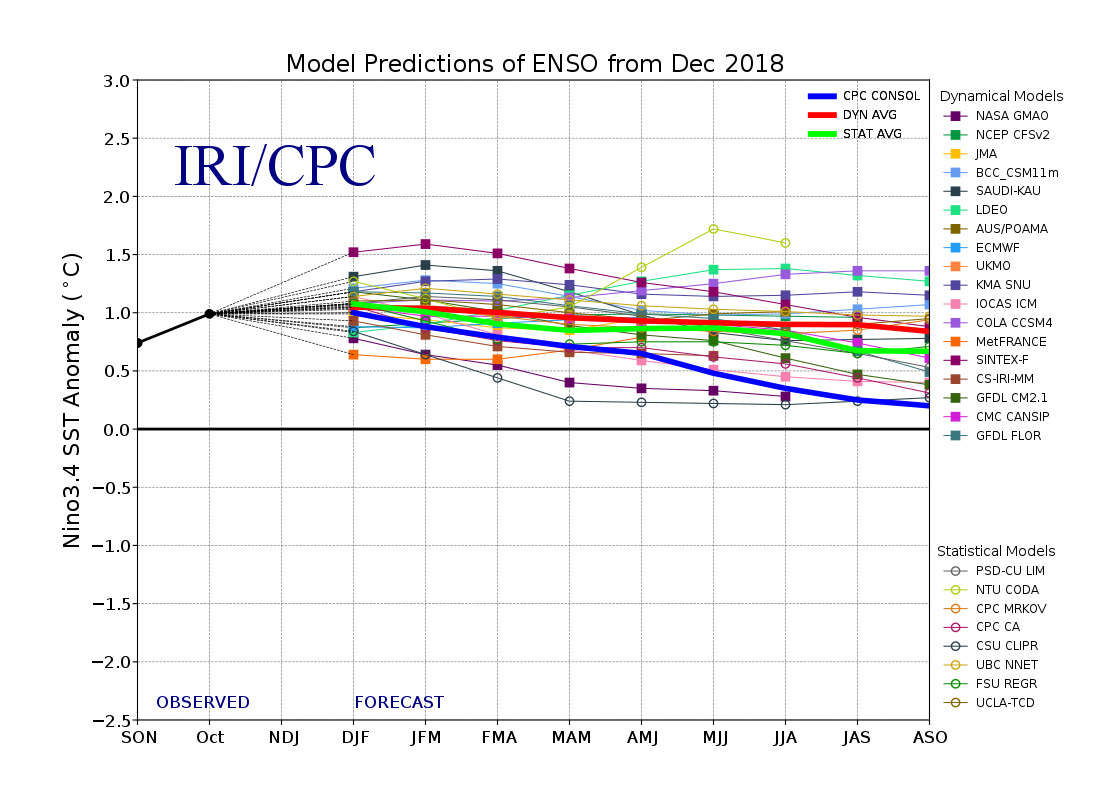 Model Predictions of ENSO from Dec 2018
IRI/CPC
CPC CONSOL
DYN AVG
STAT AVG
Nino3.4 SST Anomaly (°C)
3.0
2.5
2.0
1.5
1.0
0.5
0.0
−0.5
−1.0
−1.5
−2.0
−2.5
OBSERVED FORECAST
SON Oct NDJ DJF JFM FMA MAM AMJ MJJ JJA JAS ASO
Dynamical Models
NASA GMAO
NCEP CFSv2
JMA
BCC_CSM11m
SAUDI-KAU
LDEO
AUS/POAMA
ECMWF
UKMO
KMA SNU
IOCAS ICM
COLA CCSM4
MetFRANCE
SINTEX-F
CS-IRI-MM
GFDL CM2.1
CMC CANSIP
GFDL FLOR
Statistical Models
PSD-CU LIM
NTU CODA
CPC MRKOV
CPC CA
CSU CLIPR
UBC NNET
FSU REGR
UCLA-TCD